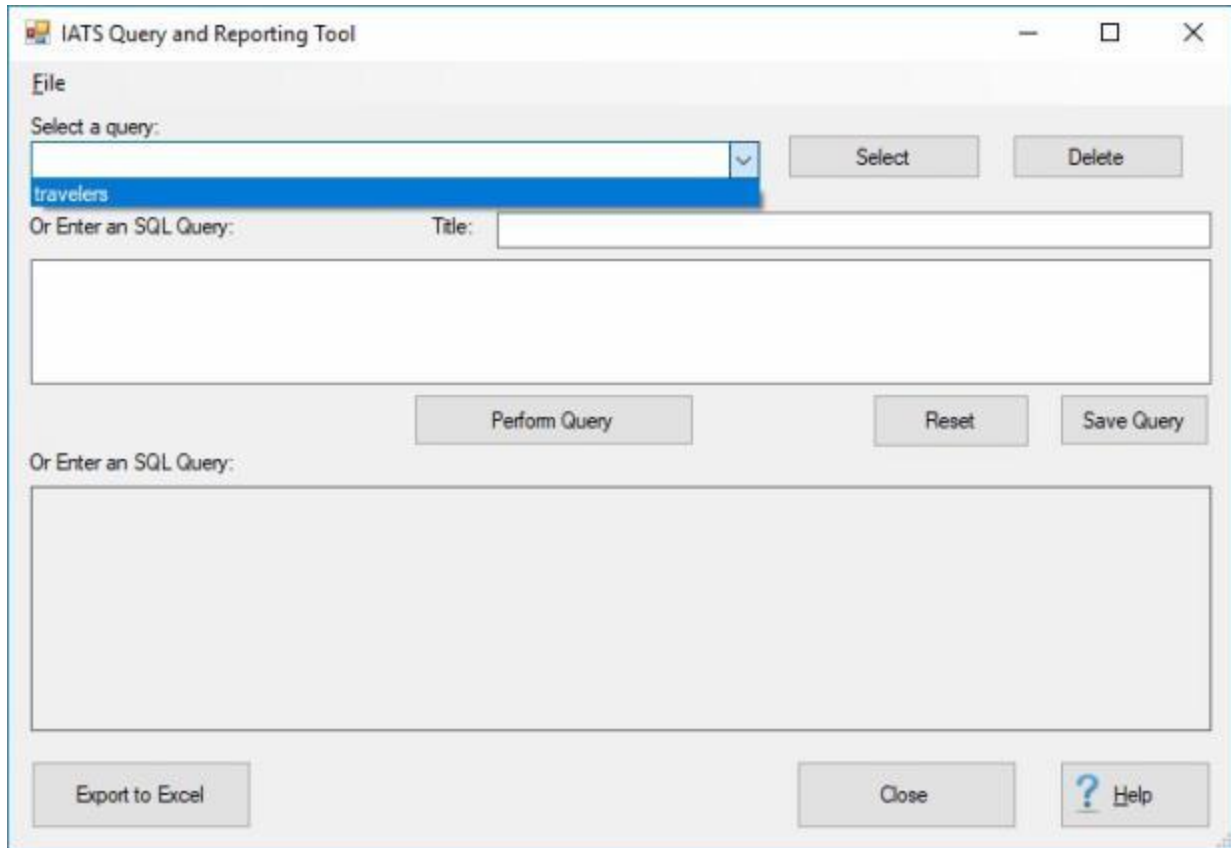 IATS Query and Reporting Tool
File
Select a query:
Select Delete
travelers
Or Enter an SQL Query: Title:
Perform Query Reset Save Query
Or Enter an SQL Query:
Export to Excel Close ? Help